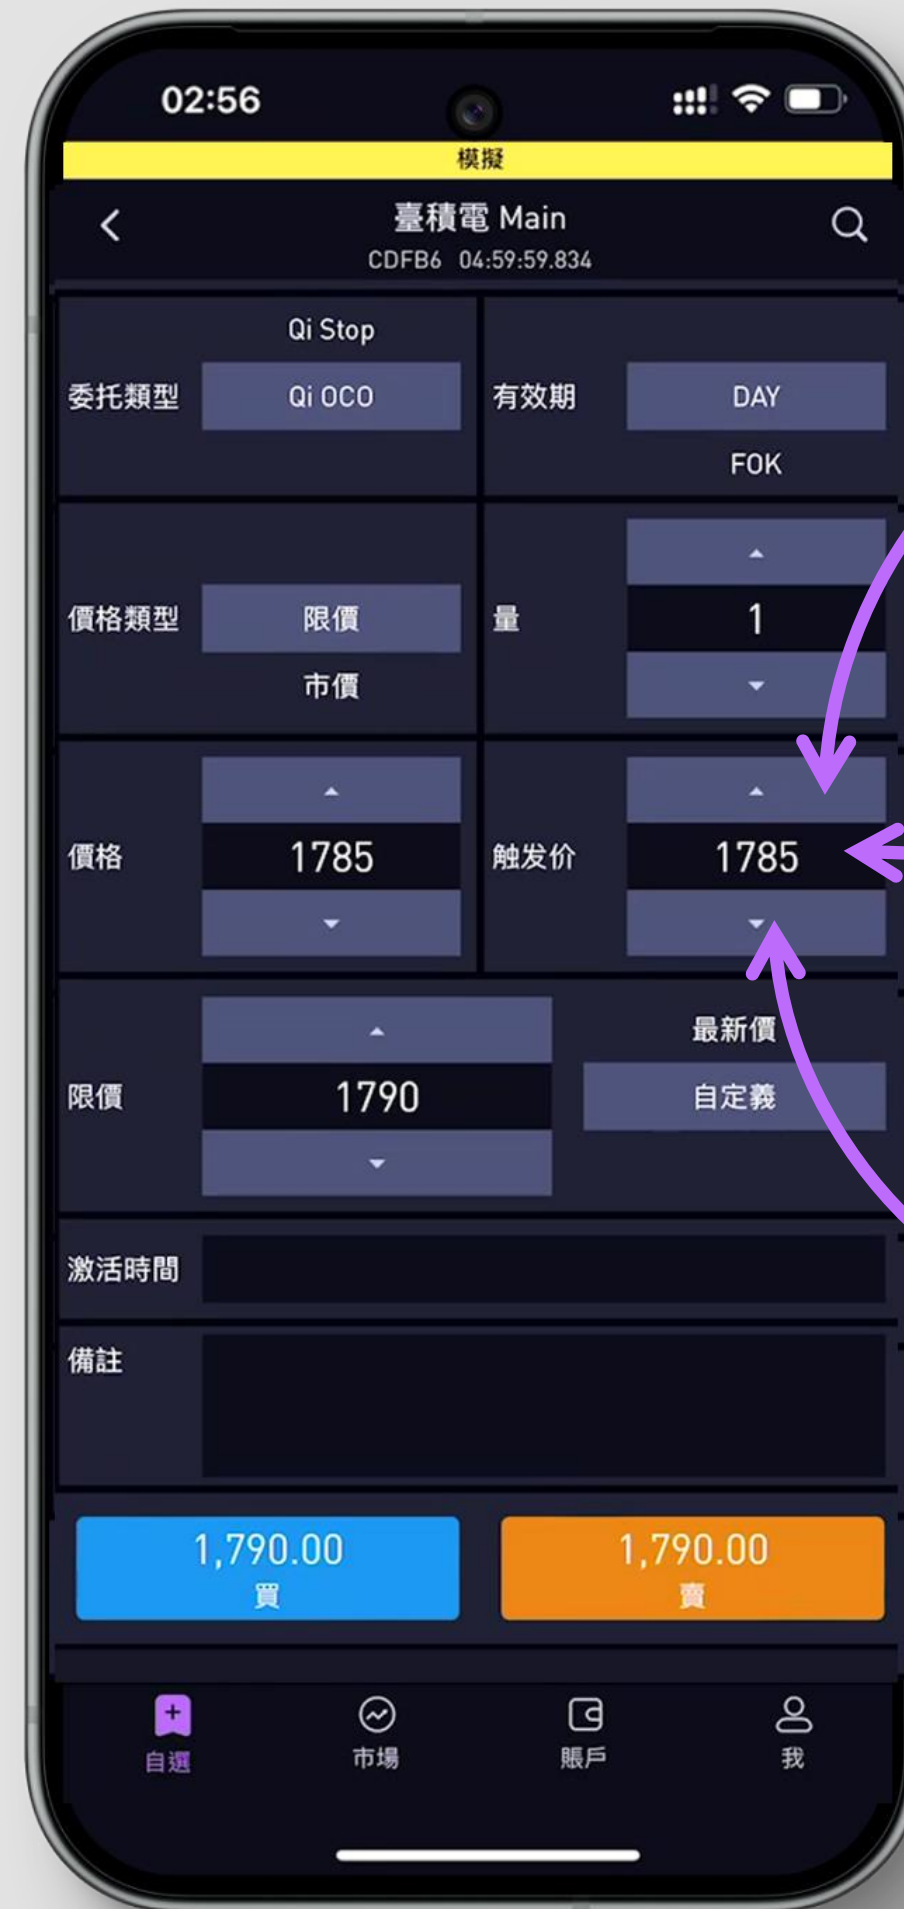 02:56
模擬
臺積電 Main
CDFB6 04:59:59.834
Qi Stop
委托類型 Qi OCO 有效期 DAY
FOK
價格類型 限價 量 1
市價
價格 1785 触发价 1785
最新價
限價 1790 自定義
激活時間
備註
1,790.00 1,790.00
買 賣
自選 市場 賬戶 我